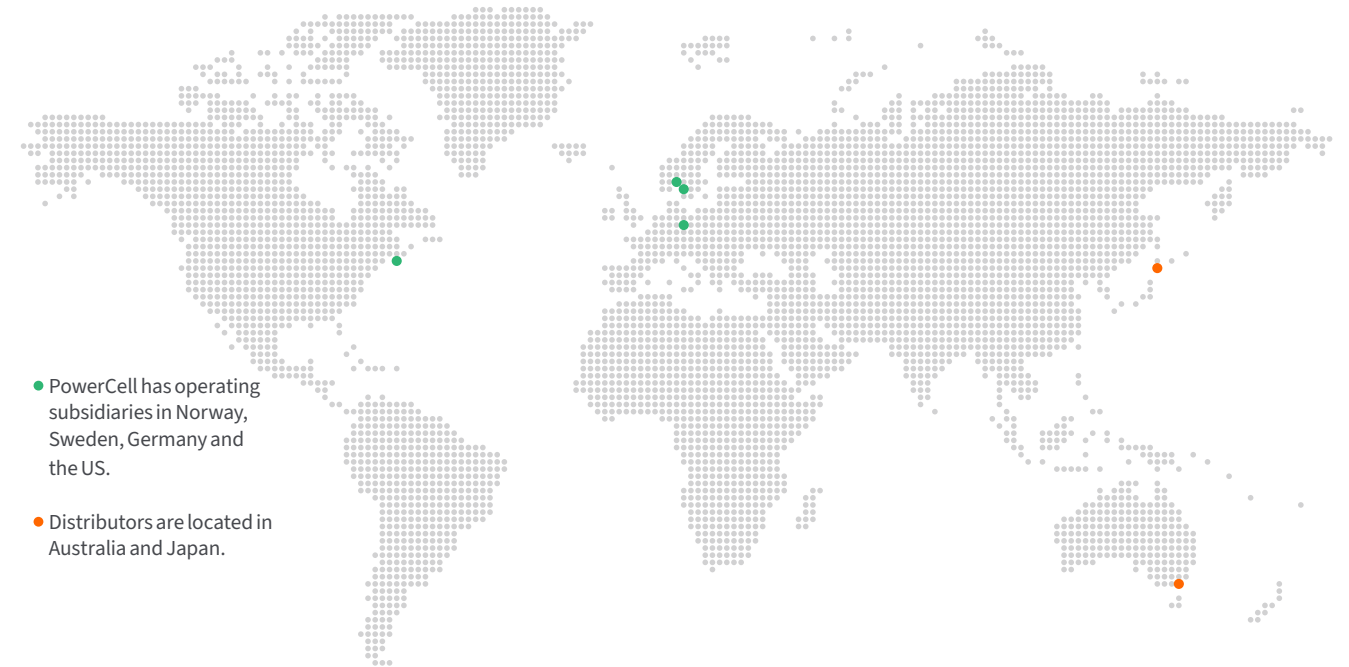 PowerCell has operating
subsidiaries in Norway,
Sweden, Germany and
the US.
Distributors are located in
Australia and Japan.